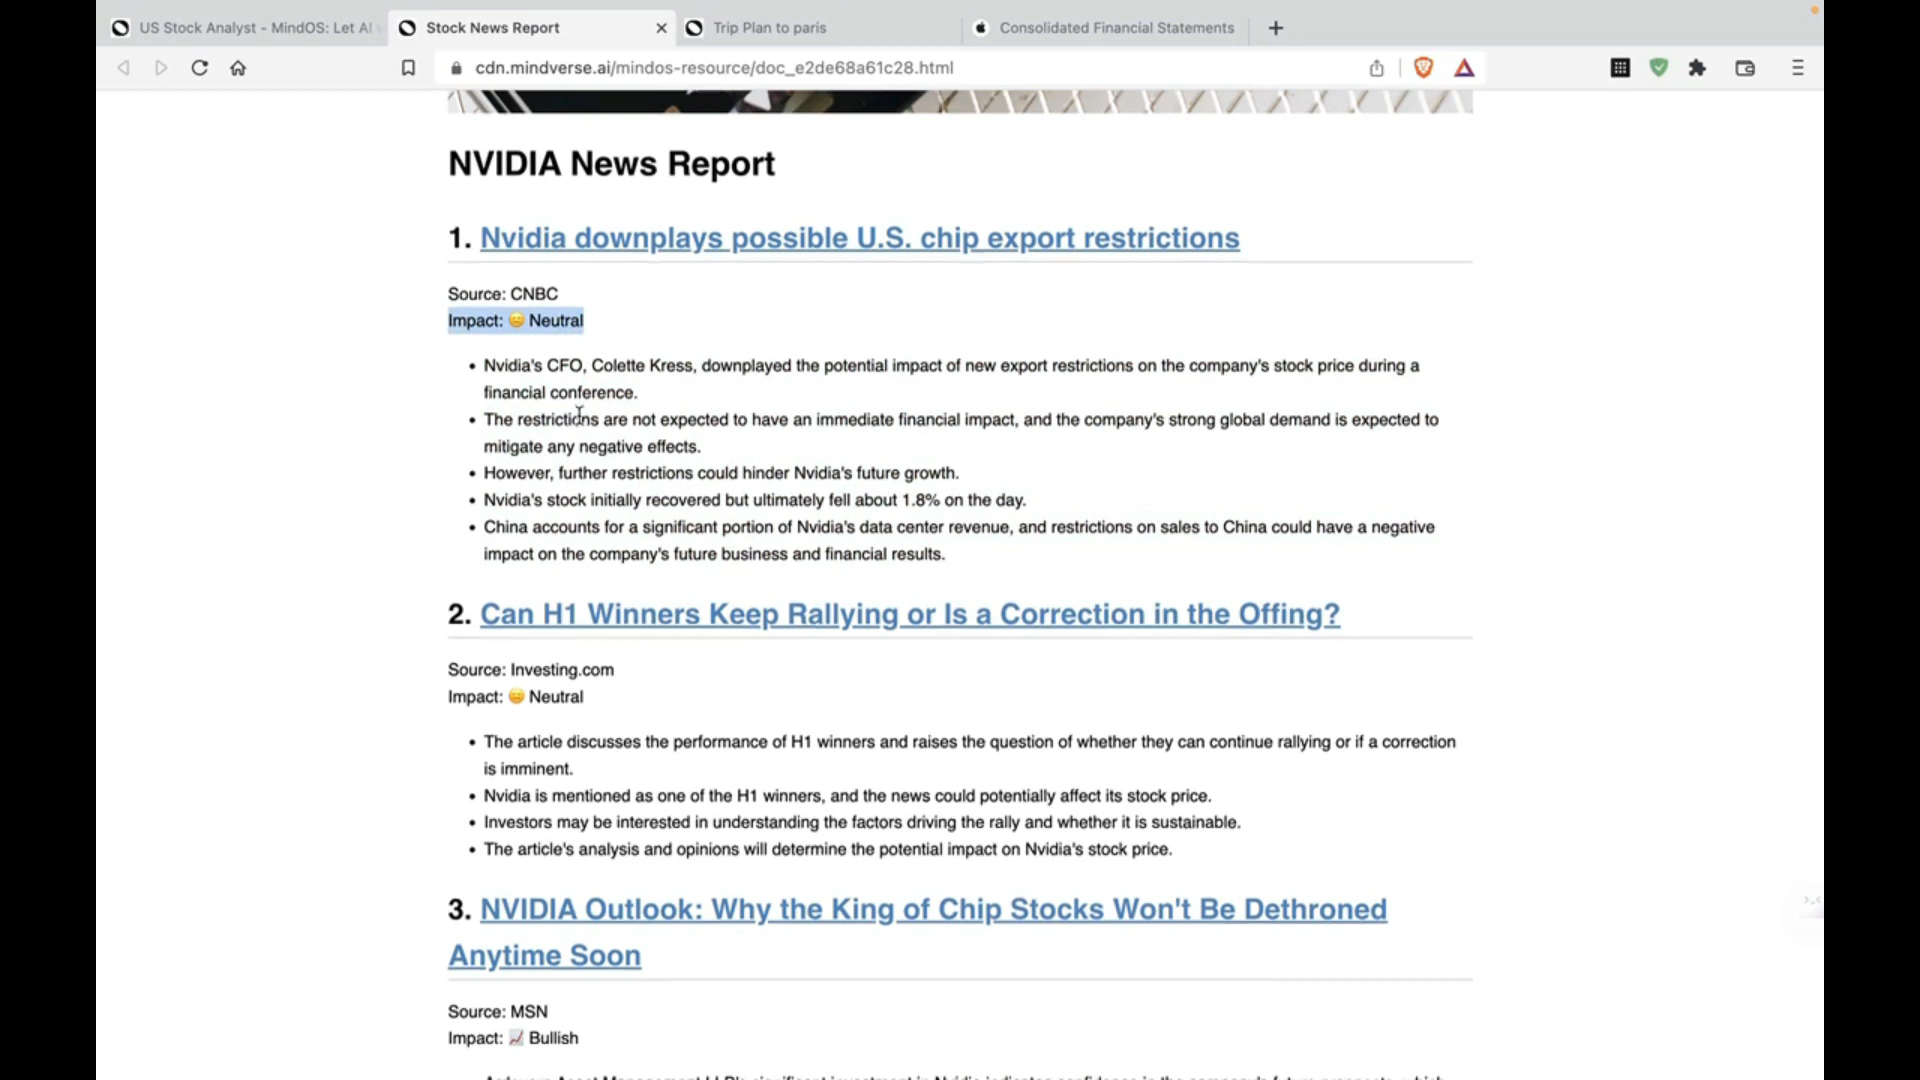 US Stock Analyst - MindOS: Let AI
Stock News Report
Trip Plan to paris
Consolidated Financial Statements
cdn.mindverse.ai/mindos-resource/doc_e2de68a61c28.html
NVIDIA News Report
1. Nvidia downplays possible U.S. chip export restrictions
Source: CNBC
Impact: 😐 Neutral
• Nvidia's CFO, Colette Kress, downplayed the potential impact of new export restrictions on the company's stock price during a
financial conference.
• The restrictions are not expected to have an immediate financial impact, and the company's strong global demand is expected to
mitigate any negative effects.
• However, further restrictions could hinder Nvidia's future growth.
• Nvidia's stock initially recovered but ultimately fell about 1.8% on the day.
• China accounts for a significant portion of Nvidia's data center revenue, and restrictions on sales to China could have a negative
impact on the company's future business and financial results.
2. Can H1 Winners Keep Rallying or Is a Correction in the Offing?
Source: Investing.com
Impact: 😐 Neutral
• The article discusses the performance of H1 winners and raises the question of whether they can continue rallying or if a correction
is imminent.
• Nvidia is mentioned as one of the H1 winners, and the news could potentially affect its stock price.
• Investors may be interested in understanding the factors driving the rally and whether it is sustainable.
• The article's analysis and opinions will determine the potential impact on Nvidia's stock price.
3. NVIDIA Outlook: Why the King of Chip Stocks Won't Be Dethroned
Anytime Soon
Source: MSN
Impact: 📈 Bullish